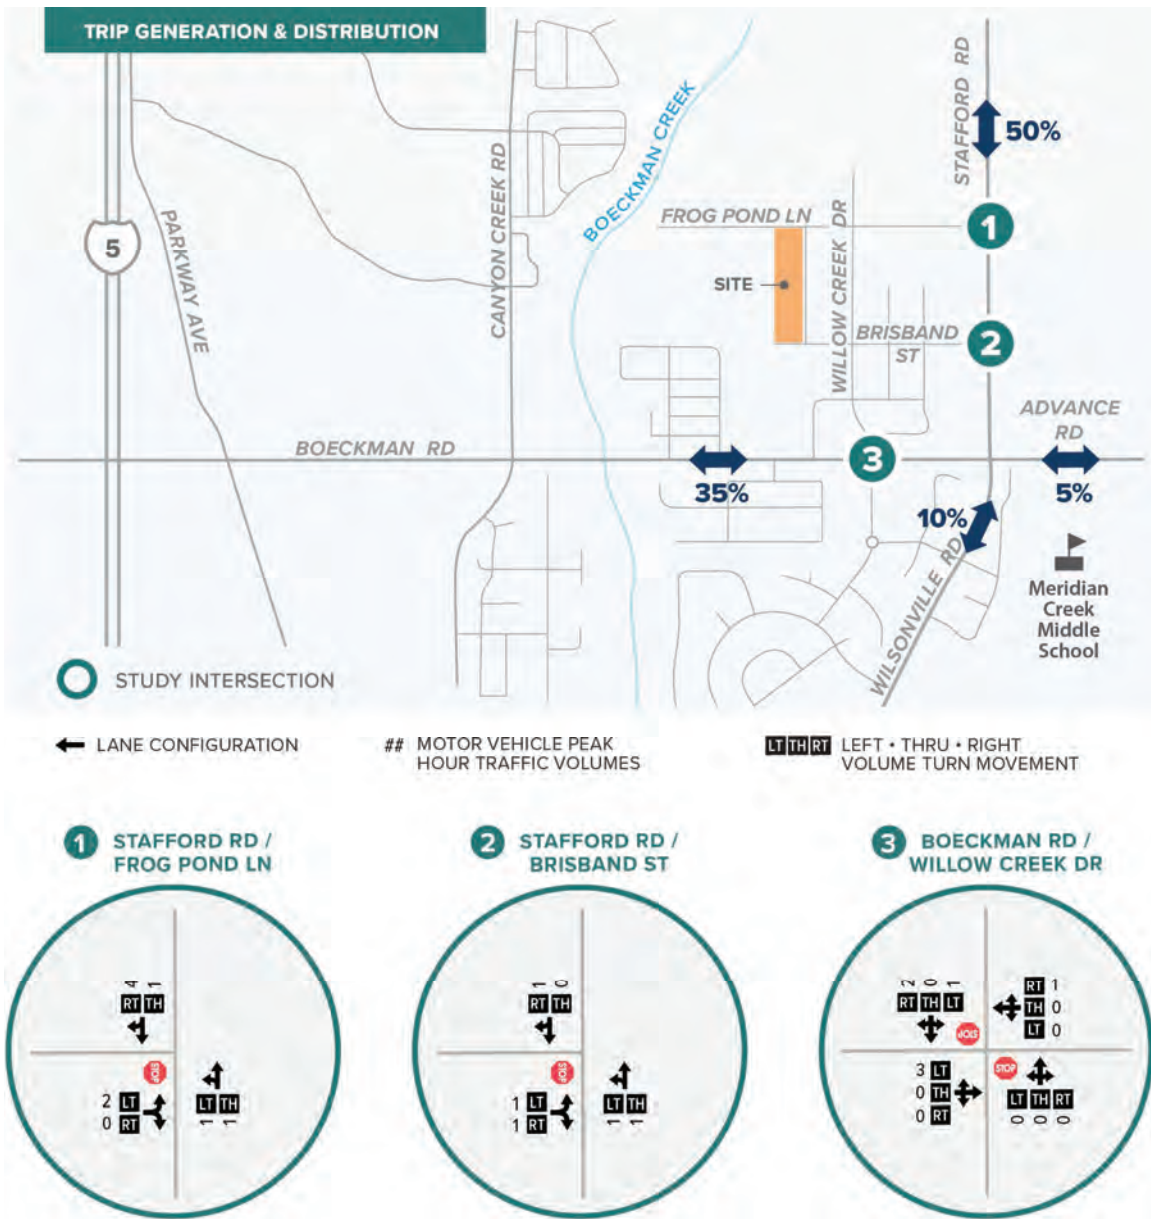 TRIP GENERATION & DISTRIBUTION
STAFFORD RD
50%
BOECKMAN CREEK
CANYON CREEK RD
PARKWAY AVE
5
FROG POND LN
WILLOW CREEK DR
1
SITE
BRISBAND
ST
2
ADVANCE
RD
BOECKMAN RD
3
35%
5%
10%
WILSONVILLE RD
Meridian
Creek
Middle
School
STUDY INTERSECTION
LANE CONFIGURATION
## MOTOR VEHICLE PEAK
HOUR TRAFFIC VOLUMES
LT TH RT LEFT • THRU • RIGHT
VOLUME TURN MOVEMENT
1 STAFFORD RD /
FROG POND LN
4 1
RT TH
STOP
2 LT
0 RT
LT TH
1 1
2 STAFFORD RD /
BRISBAND ST
1 0
RT TH
STOP
1 LT
1 RT
LT TH
1 1
3 BOECKMAN RD /
WILLOW CREEK DR
2 0 1
RT TH LT
STOP
RT 1
TH 0
LT 0
3 LT
0 TH
0 RT
STOP
LT TH RT
0 0 0